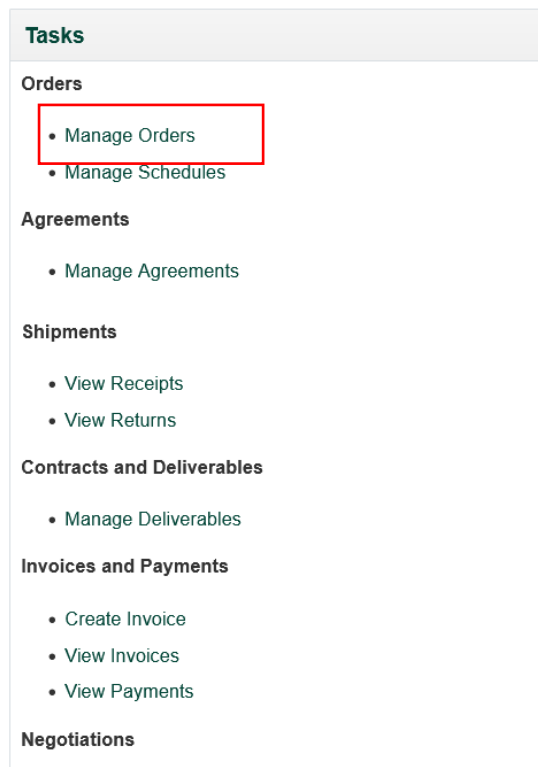 Tasks
Orders
• Manage Orders
• Manage Schedules
Agreements
• Manage Agreements
Shipments
• View Receipts
• View Returns
Contracts and Deliverables
• Manage Deliverables
Invoices and Payments
• Create Invoice
• View Invoices
• View Payments
Negotiations